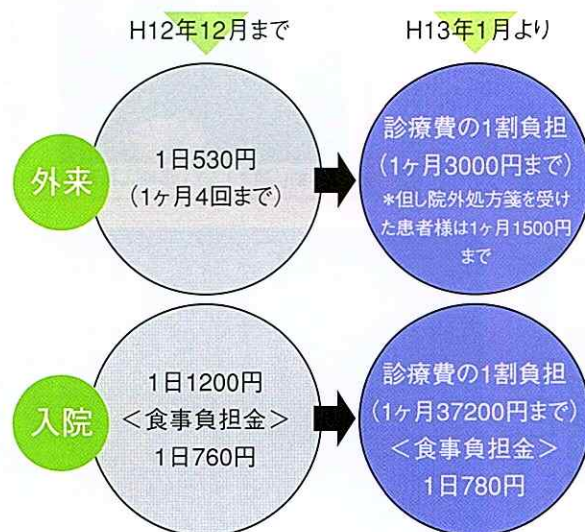 H12年12月まで
H13年1月より
外来
1日530円
（1ヶ月4回まで）
診療費の1割負担
（1ヶ月3000円まで）
*但し院外処方箋を受け
た患者様は1ヶ月1500円
まで
入院
1日1200円
＜食事負担金＞
1日760円
診療費の1割負担
（1ヶ月37200円まで）
＜食事負担金＞
1日780円